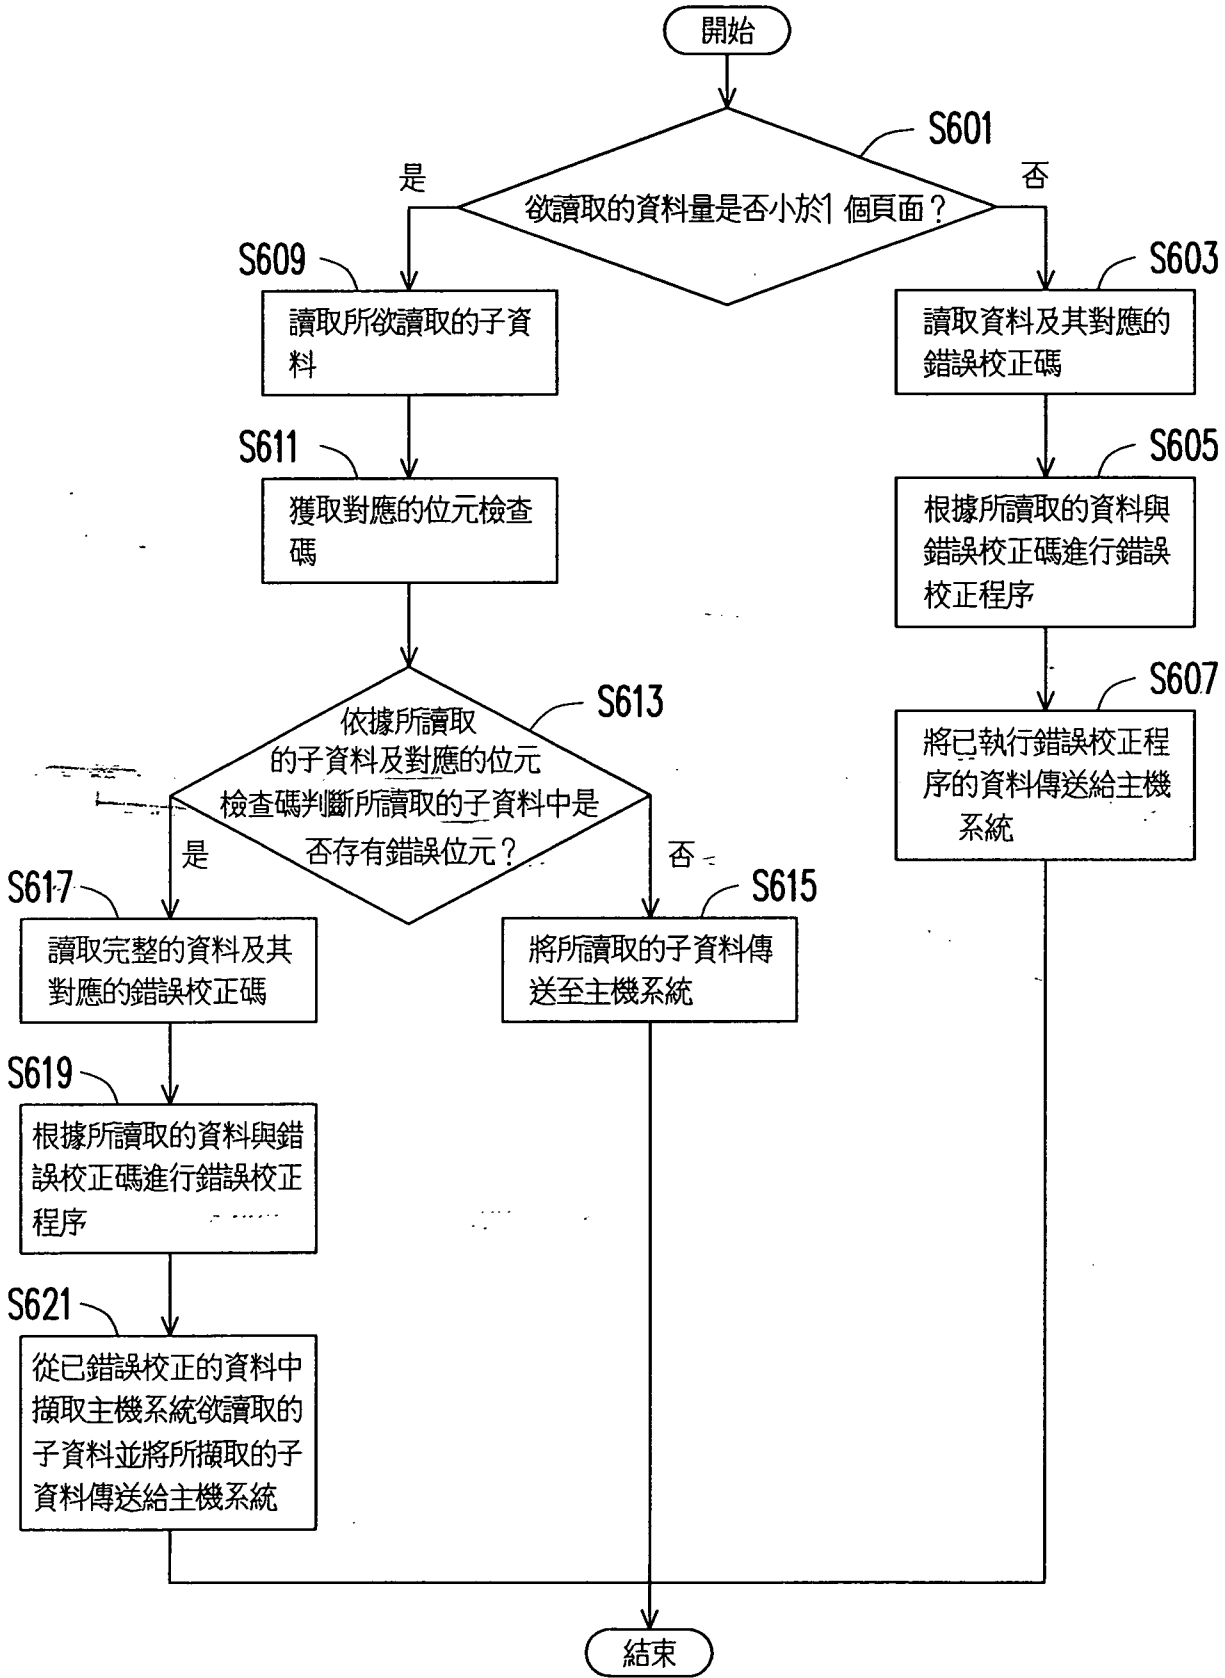 開始
S601
是
否
欲讀取的資料量是否小於1 個頁面？
S609
讀取所欲讀取的子資
料
S603
讀取資料及其對應的
錯誤校正碼
S611
獲取對應的位元檢查
碼
S605
根據所讀取的資料與
錯誤校正碼進行錯誤
校正程序
S613
依據所讀取
的子資料及對應的位元
檢查碼判斷所讀取的子資料中是
否存有錯誤位元？
S607
將已執行錯誤校正程
序的資料傳送給主機
系統
是
否
S617
讀取完整的資料及其
對應的錯誤校正碼
S615
將所讀取的子資料傳
送至主機系統
S619
根據所讀取的資料與錯
誤校正碼進行錯誤校正
程序
S621
從已錯誤校正的資料中
擷取主機系統欲讀取的
子資料並將所擷取的子
資料傳送給主機系統
結束